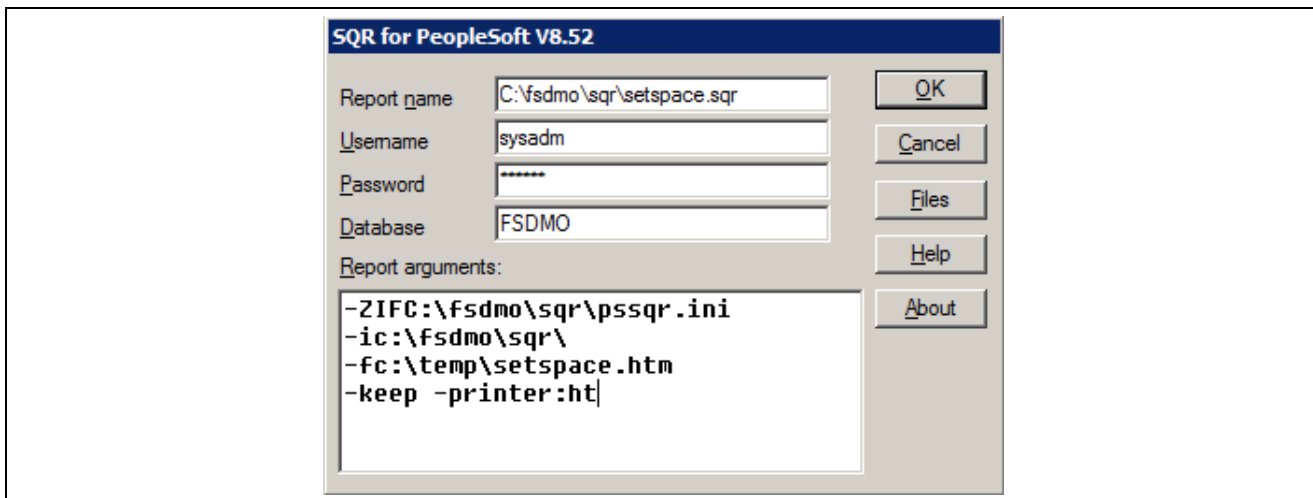 SQR for PeopleSoft V8.52
Report name C:\fsdmo\sqr\setspace.sqr OK
Username sysadm Cancel
Password ******
Files
Database FSDMO
Help
Report arguments:
About
-ZIFC:\fsdmo\sqr\pssqr.ini
-ic:\fsdmo\sqr\
-fc:\temp\setspace.htm
-keep -printer:ht